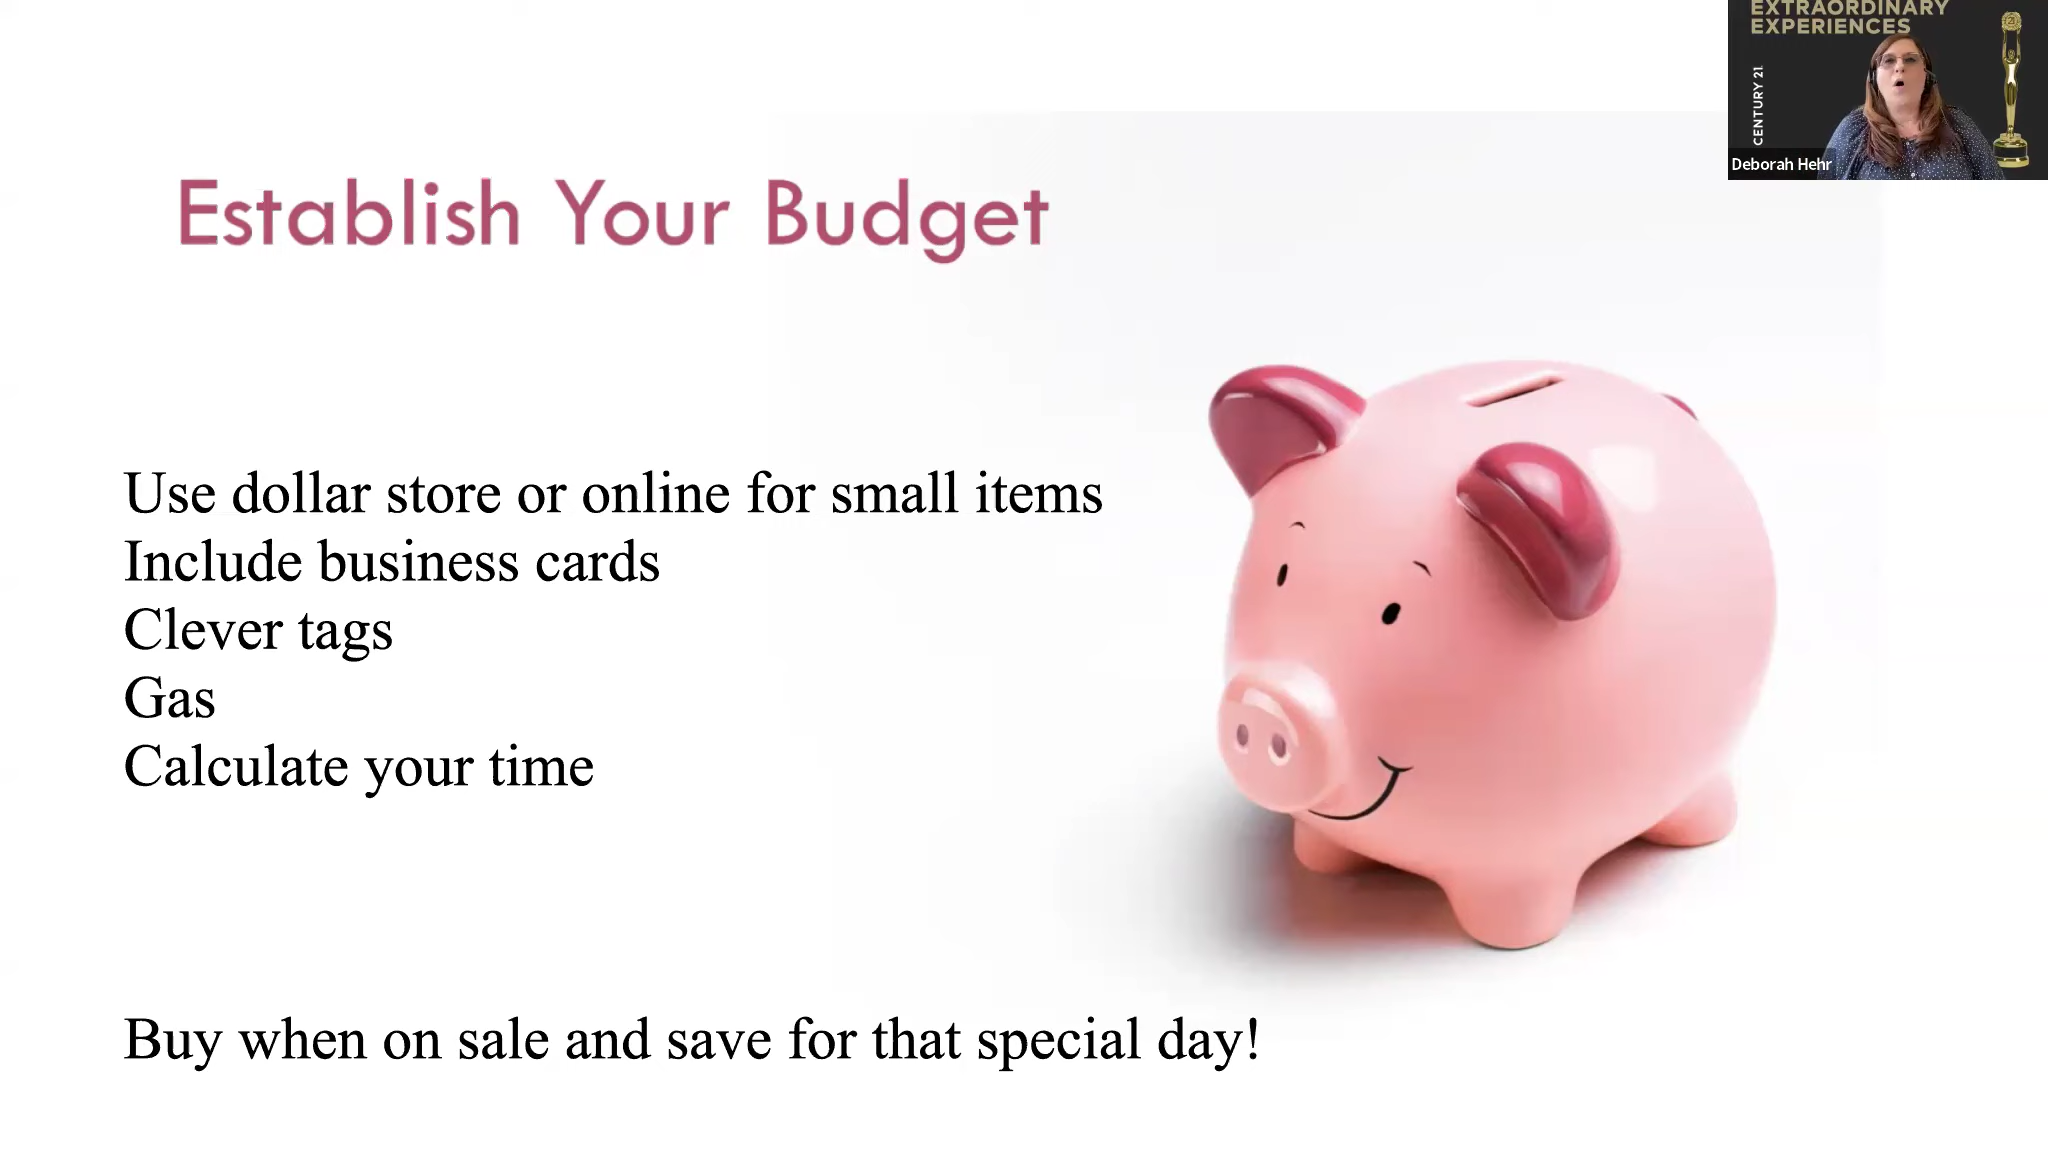 EXTRAORDINARY
EXPERIENCES
CENTURY 21
Deborah Hehr
Establish Your Budget
Use dollar store or online for small items
Include business cards
Clever tags
Gas
Calculate your time
Buy when on sale and save for that special day!